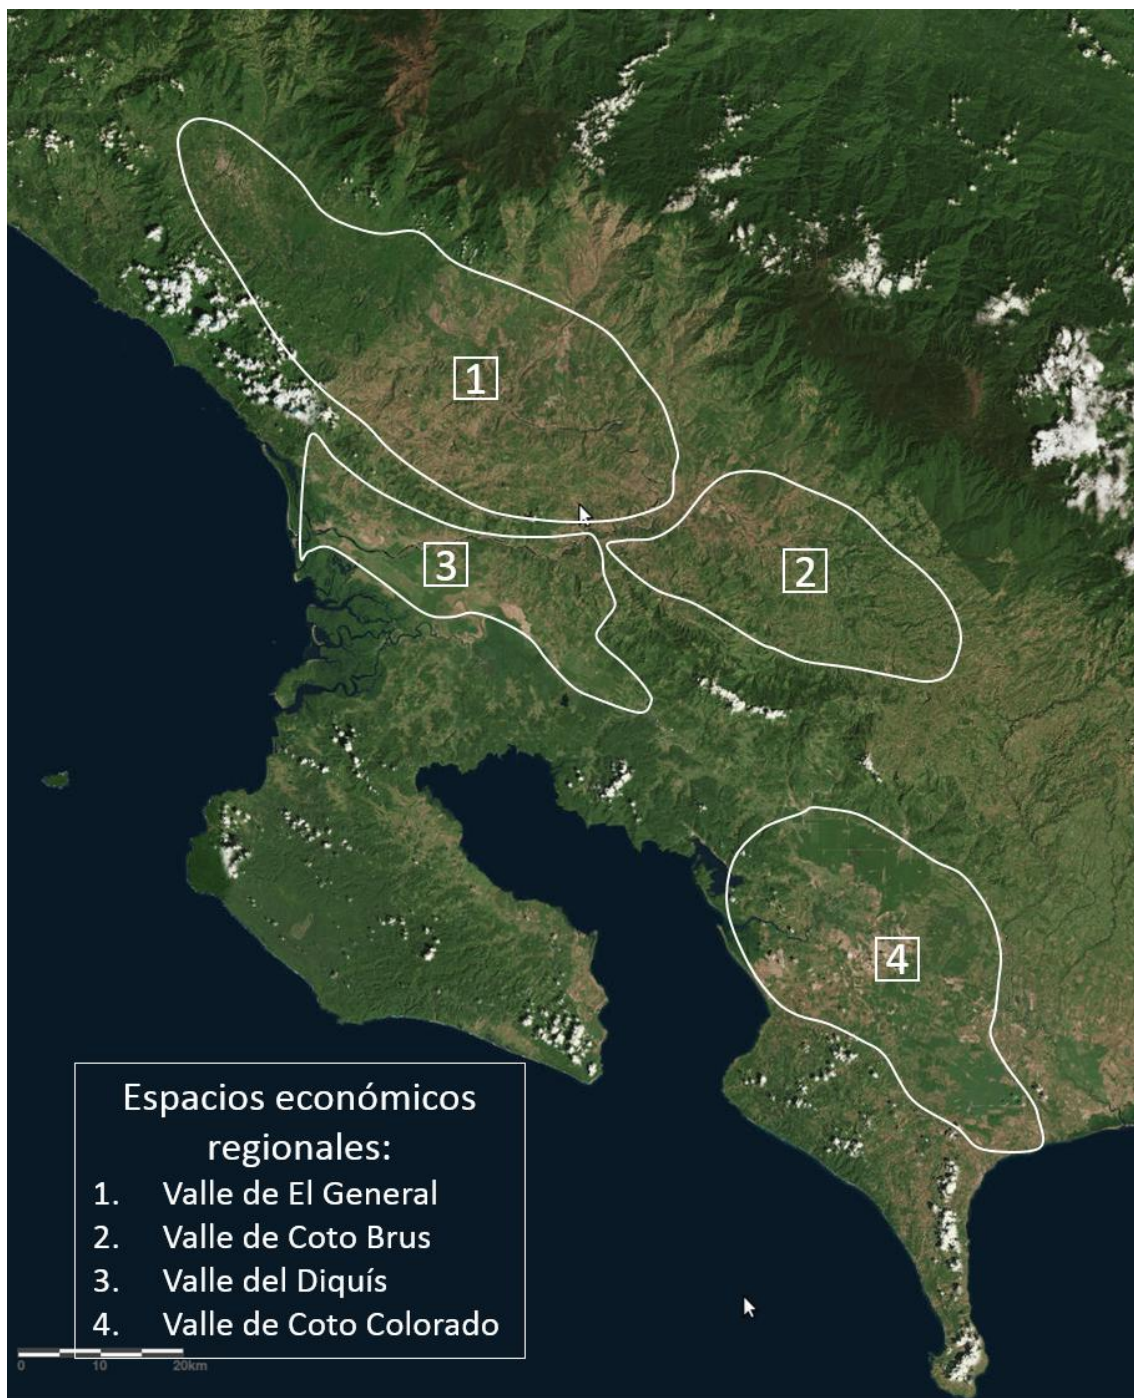 1
2
3
4
Espacios económicos
regionales:
1. Valle de El General
2. Valle de Coto Brus
3. Valle del Diquís
4. Valle de Coto Colorado
0 10 20km